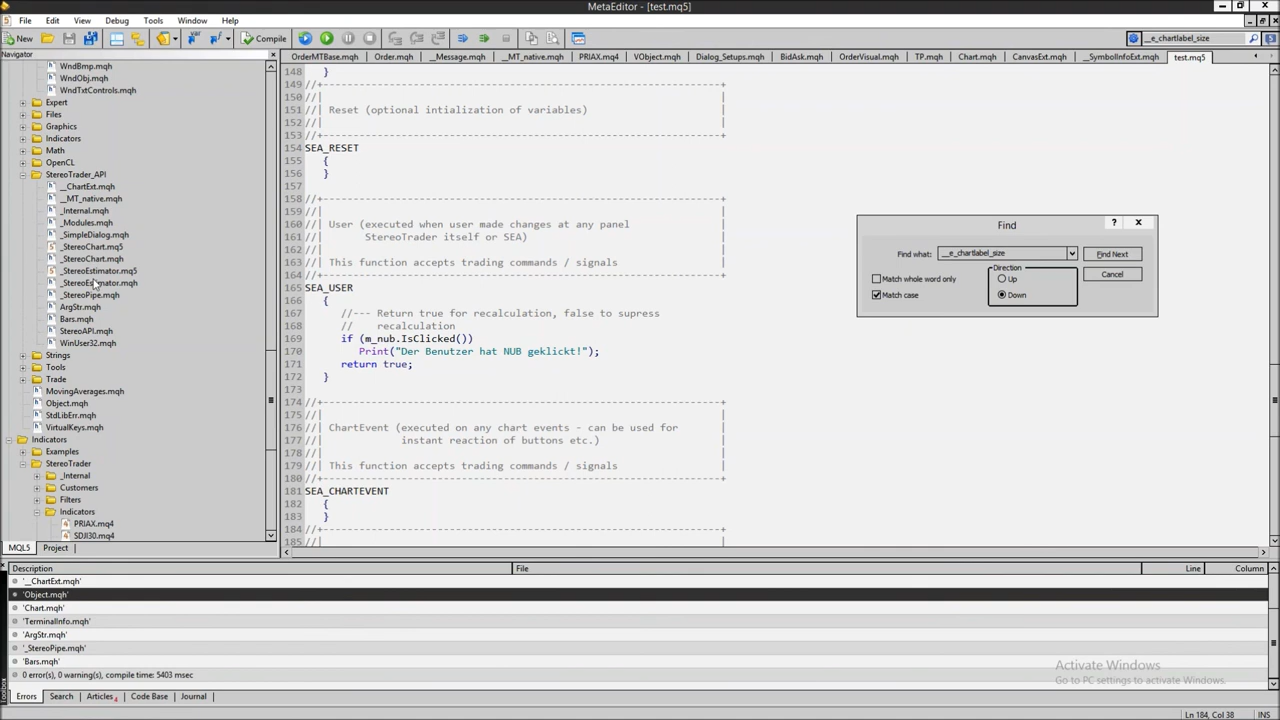 MetaEditor - [test.mq5]
File Edit View Debug Tools Window Help
New Compile __e_chartlabel_size
Navigator
OrderMTBase.mqh Order.mqh __Message.mqh __MT_native.mqh PRIAX.mq4 VObject.mqh Dialog_Setups.mqh BidAsk.mqh OrderVisual.mqh TP.mqh Chart.mqh CanvasExt.mqh __SymbolInfoExt.mqh test.mq5
WndBmp.mqh
WndObj.mqh
WndTxtControls.mqh
Expert
Files
Graphics
Indicators
Math
OpenCL
StereoTrader_API
__ChartExt.mqh
__MT_native.mqh
_Internal.mqh
_Modules.mqh
_SimpleDialog.mqh
_StereoChart.mq5
_StereoChart.mqh
_StereoEstimator.mq5
_StereoEstimator.mqh
_StereoPipe.mqh
ArgStr.mqh
Bars.mqh
StereoAPI.mqh
WinUser32.mqh
Strings
Tools
Trade
MovingAverages.mqh
Object.mqh
StdLibErr.mqh
VirtualKeys.mqh
Indicators
Examples
StereoTrader
_Internal
Customers
Filters
Indicators
PRIAX.mq4
SDJI30.mq4
MQL5 Project
148 }
149 //+------------------------------------------------------------------+
150 //|
151 //| Reset (optional intialization of variables)
152 //|
153 //+------------------------------------------------------------------+
154 SEA_RESET
155 {
156 }
157
158 //+------------------------------------------------------------------+
159 //|
160 //| User (executed when user made changes at any panel
161 //| StereoTrader itself or SEA)
162 //|
163 //| This function accepts trading commands / signals
164 //+------------------------------------------------------------------+
165 SEA_USER
166 {
167 //--- Return true for recalculation, false to supress
168 // recalculation
169 if (m_nub.IsClicked())
170 Print("Der Benutzer hat NUB geklickt!");
171 return true;
172 }
173
174 //+------------------------------------------------------------------+
175 //|
176 //| ChartEvent (executed on any chart events - can be used for
177 //| instant reaction of buttons etc.)
178 //|
179 //| This function accepts trading commands / signals
180 //+------------------------------------------------------------------+
181 SEA_CHARTEVENT
182 {
183 }
184 //+------------------------------------------------------------------+
185 //|
Find ?
Find what: __e_chartlabel_size Find Next
Match whole word only Direction Cancel
Up
Match case Down
Description File Line Column
'__ChartExt.mqh'
'Object.mqh'
'Chart.mqh'
'TerminalInfo.mqh'
'ArgStr.mqh'
'_StereoPipe.mqh'
'Bars.mqh'
0 error(s), 0 warning(s), compile time: 5403 msec
Activate Windows
Go to PC settings to activate Windows.
Toolbox
Errors Search Articles 4 Code Base Journal
Ln 184, Col 38 INS